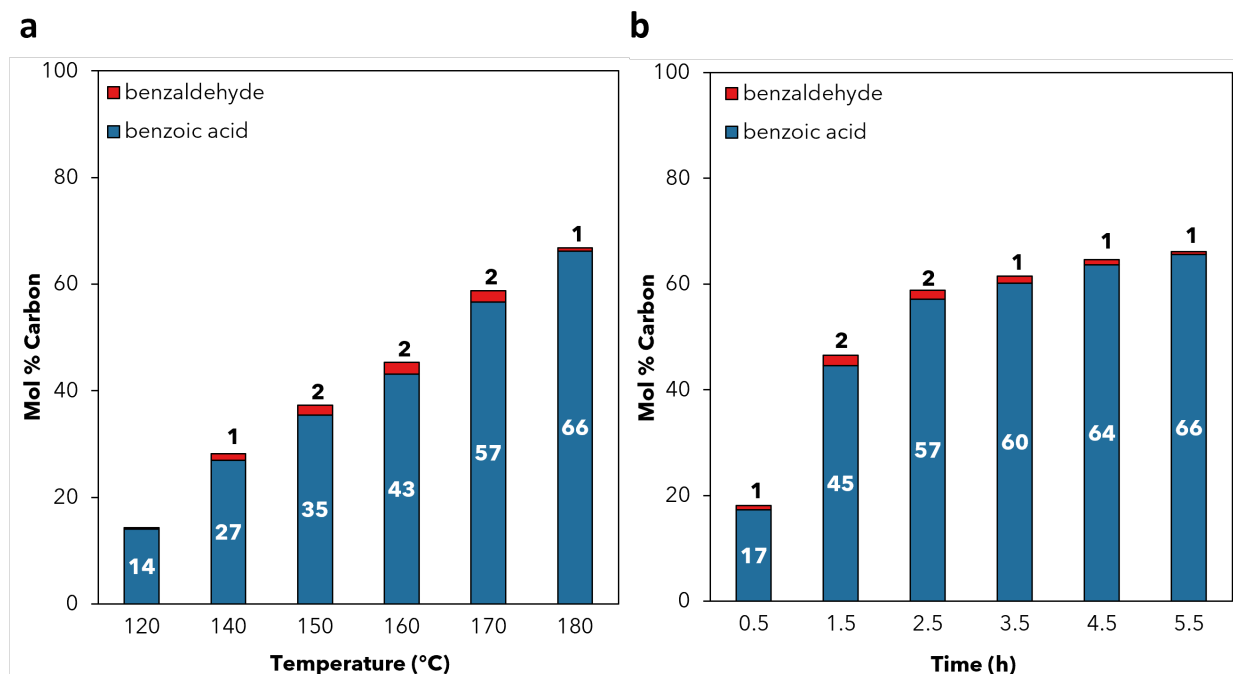 a
100
80
60
40
20
0
Mol % Carbon
benzaldehyde
benzoic acid
14
1
27
2
35
2
43
2
57
1
66
120 140 150 160 170 180
Temperature (°C)
b
100
80
60
40
20
0
Mol % Carbon
benzaldehyde
benzoic acid
1
17
2
45
2
57
1
60
1
64
1
66
0.5 1.5 2.5 3.5 4.5 5.5
Time (h)